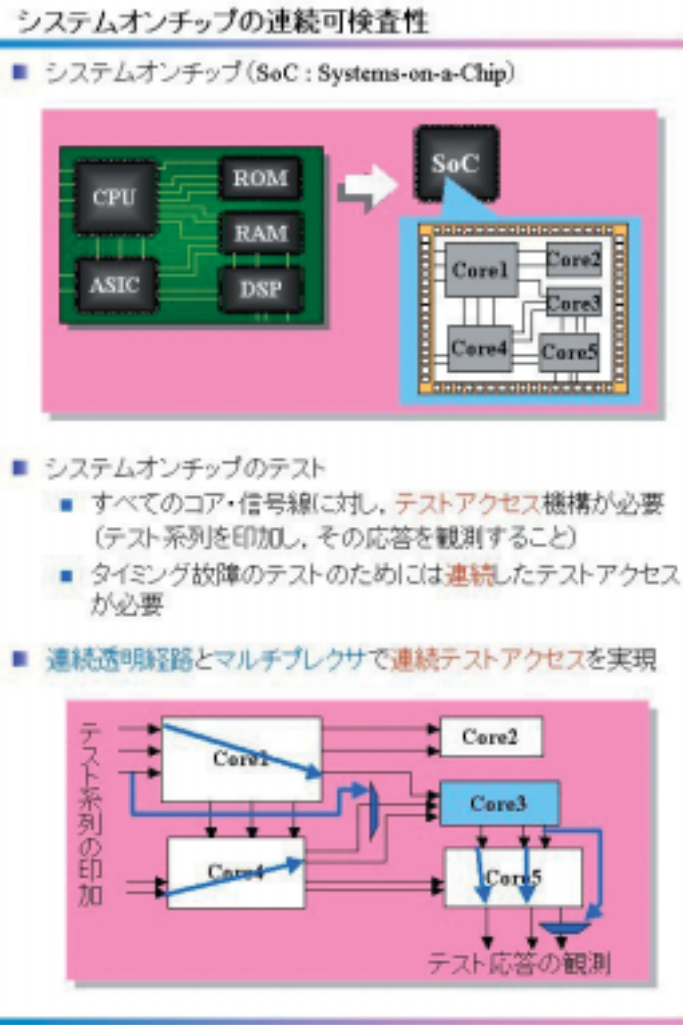 システムオンチップの連続可検査性
システムオンチップ(SoC : Systems-on-a-Chip)
CPU
ROM
RAM
ASIC
DSP
SoC
Core1
Core2
Core3
Core4
Core5
システムオンチップのテスト
すべてのコア・信号線に対し，テストアクセス機構が必要
(テスト系列を印加し，その応答を観測すること)
タイミング故障のテストのためには連続したテストアクセス
が必要
連続透明経路とマルチプレクサで連続テストアクセスを実現
テスト系列の印加
Core1
Core2
Core3
Core4
Core5
テスト応答の観測